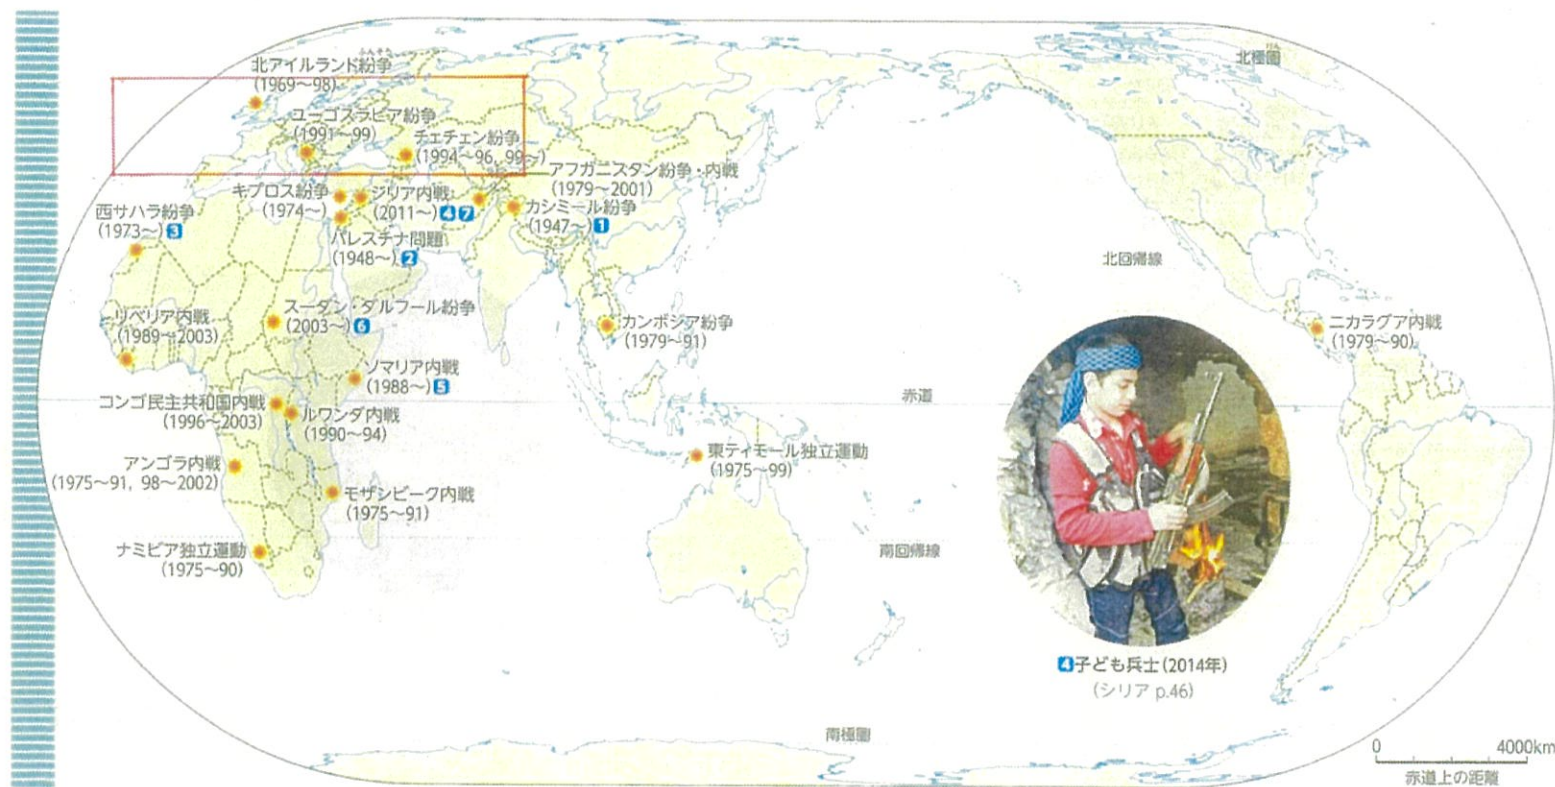 北極圏
ふんそう
北アイルランド紛争
(1969～98)
ユーゴスラビア紛争
(1991～99)
チェチェン紛争
(1994～96, 99～)
アフガニスタン紛争・内戦
(1979～2001)
キプロス紛争
(1974～)
シリア内戦
(2011～) 4 7
カシミール紛争
(1947～) 1
西サハラ紛争
(1973～) 3
パレスチナ問題
(1948～) 2
北回帰線
リベリア内戦
(1989～2003)
スーダン・ダルフール紛争
(2003～) 6
カンボジア紛争
(1979～91)
ニカラグア内戦
(1979～90)
ソマリア内戦
(1988～) 5
赤道
コンゴ民主共和国内戦
(1996～2003)
ルワンダ内戦
(1990～94)
東ティモール独立運動
(1975～99)
アンゴラ内戦
(1975～91, 98～2002)
モザンビーク内戦
(1975～91)
ナミビア独立運動
(1975～90)
南回帰線
4 子ども兵士(2014年)
(シリア p.46)
南極圏
0 4000km
赤道上の距離